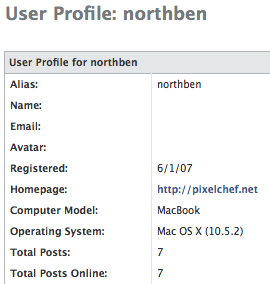 User Profile: northben
User Profile for northben
Alias: northben
Name:
Email:
Avatar:
Registered: 6/1/07
Homepage: http://pixelchef.net
Computer Model: MacBook
Operating System: Mac OS X (10.5.2)
Total Posts: 7
Total Posts Online: 7